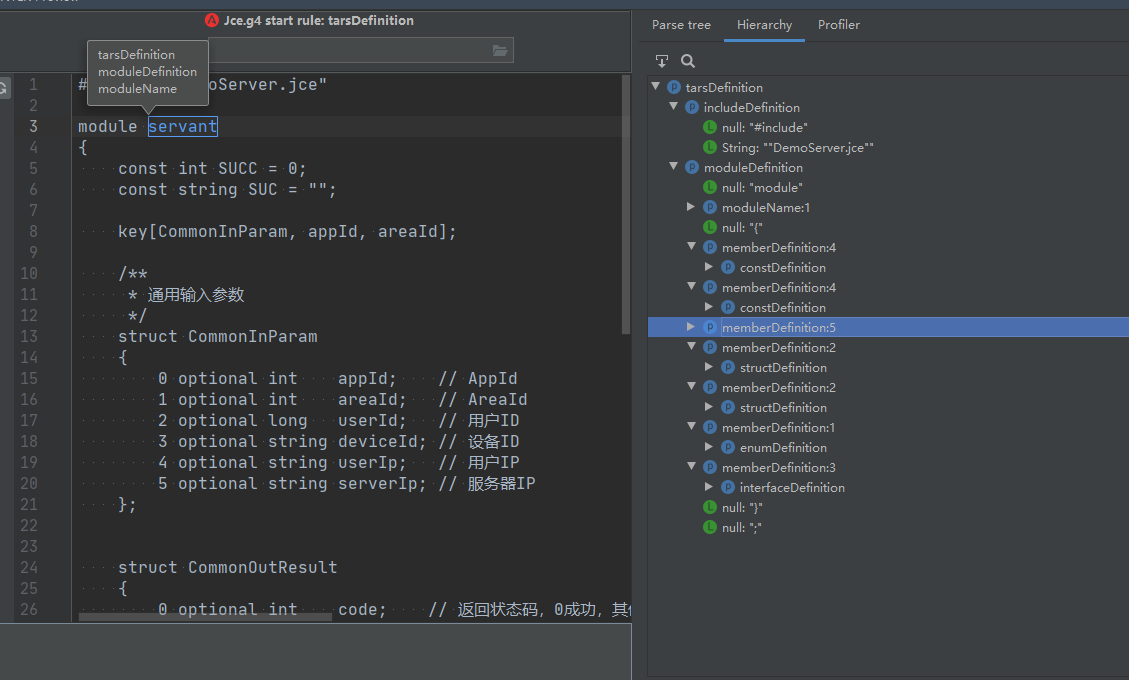 Jce.g4 start rule: tarsDefinition
tarsDefinition
moduleDefinition
moduleName
1 # oServer.jce"
2
3 module servant
4 {
5 const int SUCC = 0;
6 const string SUC = "";
7
8 key[CommonInParam, appId, areaId];
9
10 /**
11 * 通用输入参数
12 */
13 struct CommonInParam
14 {
15 0 optional int appId; // AppId
16 1 optional int areaId; // AreaId
17 2 optional long userId; // 用户ID
18 3 optional string deviceId; // 设备ID
19 4 optional string userIp; // 用户IP
20 5 optional string serverIp; // 服务器IP
21 };
22
23
24 struct CommonOutResult
25 {
26 0 optional int code; // 返回状态码，0成功，其
Parse tree Hierarchy Profiler
tarsDefinition
includeDefinition
null: "#include"
String: ""DemoServer.jce""
moduleDefinition
null: "module"
moduleName:1
null: "{"
memberDefinition:4
constDefinition
memberDefinition:4
constDefinition
memberDefinition:5
memberDefinition:2
structDefinition
memberDefinition:2
structDefinition
memberDefinition:1
enumDefinition
memberDefinition:3
interfaceDefinition
null: "}"
null: ";"